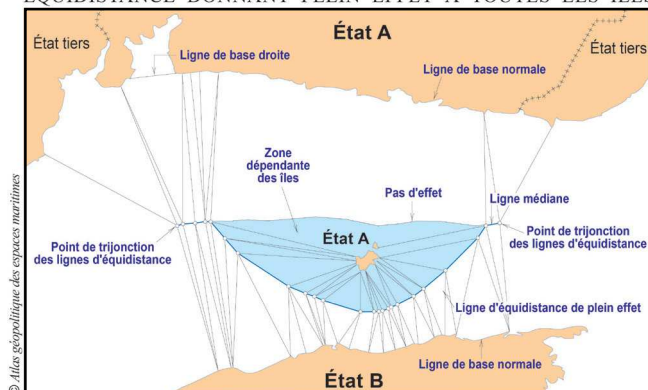 ÉQUIDISTANCE DONNANT PLEIN EFFET À TOUTES LES ÎLES
État A
État tiers
État tiers
Ligne de base droite
Ligne de base normale
Zone
dépendante
des îles
Pas d'effet
Ligne médiane
État A
Point de trijonction
des lignes d'équidistance
Point de trijonction
des lignes d'équidistance
Ligne d'équidistance de plein effet
Ligne de base normale
État B
© Atlas géopolitique des espaces maritimes